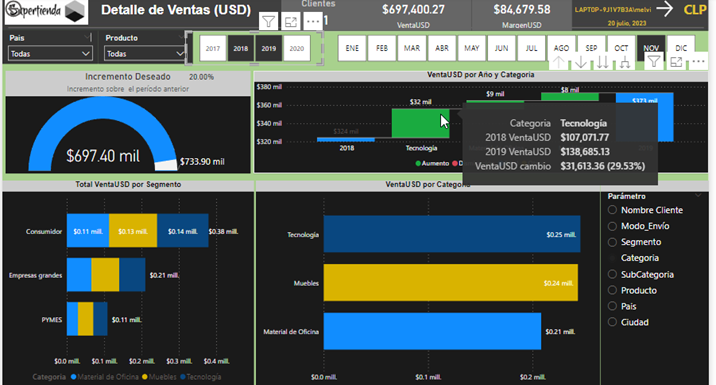 Expertienda
Detalle de Ventas (USD)
Clientes
1
$697,400.27
VentaUSD
$84,679.58
MaroenUSD
LAPTOP-9J1V7B3A\melvi
20 julio, 2023
CLP
Pais
Todas
Producto
Todas
2017 2018 2019 2020
ENE FEB MAR ABR MAY JUN JUL AGO SEP OCT NOV DIC
Incremento Deseado 20.00%
Incremento sobre el período anterior
$697.40 mil
$733.90 mil
VentaUSD por Año y Categoria
$380 mil
$360 mil
$340 mil
$320 mil
$324 mil
$32 mil
$9 mil
$8 mil
$373 mil
2018
Tecnología
2019
Aumento
Categoria Tecnología
2018 VentaUSD $107,071.77
2019 VentaUSD $138,685.13
VentaUSD cambio $31,613.36 (29.53%)
Total VentaUSD por Segmento
Consumidor $0.11 mill. $0.13 mill. $0.14 mill. $0.38 mill.
Empresas grandes $0.21 mill.
PYMES $0.11 mill.
$0.0 mill. $0.1 mill. $0.2 mill. $0.3 mill. $0.4 mill.
Categoria Material de Oficina Muebles Tecnología
VentaUSD por Categoria
Tecnología $0.25 mill.
Muebles $0.24 mill.
Material de Oficina $0.21 mill.
$0.0 mill. $0.1 mill. $0.2 mill.
Parámetro
Nombre Cliente
Modo_Envío
Segmento
Categoria
SubCategoria
Producto
Pais
Ciudad